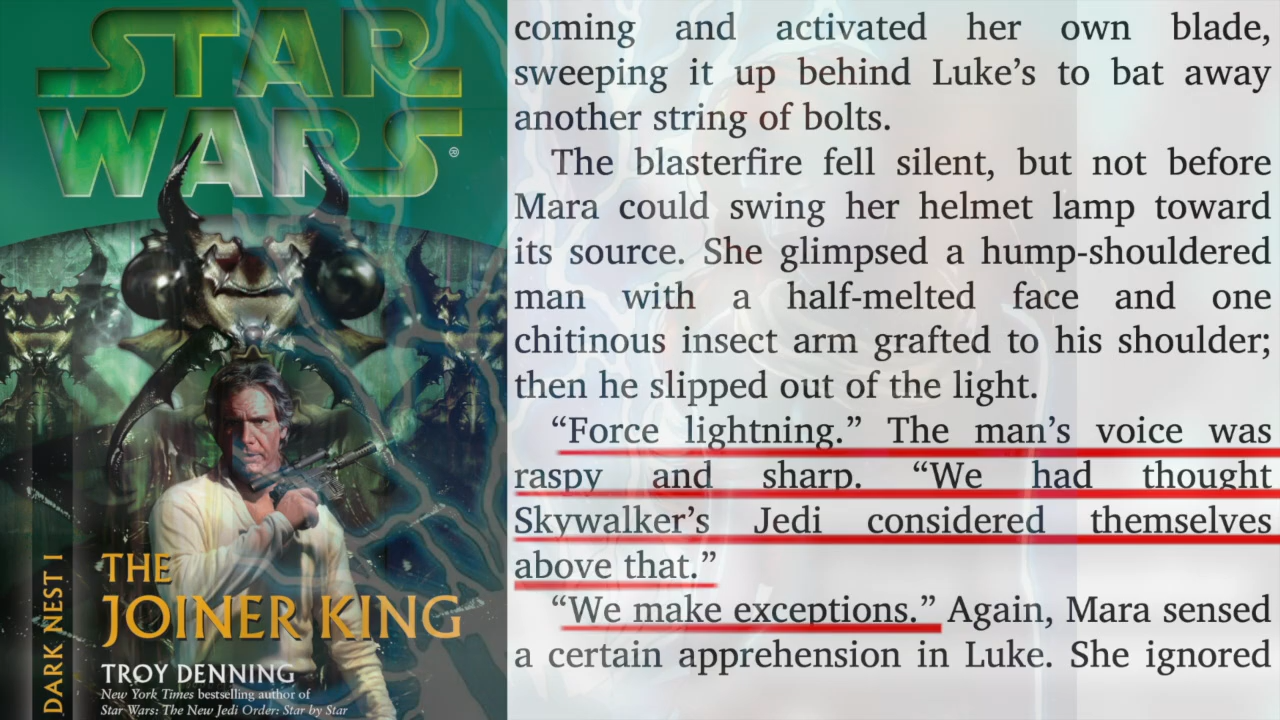 STAR
WARS®
DARK NEST I
THE
JOINER KING
TROY DENNING
New York Times bestselling author of
Star Wars: The New Jedi Order: Star by Star
coming and activated her own blade,
sweeping it up behind Luke’s to bat away
another string of bolts.
The blasterfire fell silent, but not before
Mara could swing her helmet lamp toward
its source. She glimpsed a hump-shouldered
man with a half-melted face and one
chitinous insect arm grafted to his shoulder;
then he slipped out of the light.
“Force lightning.” The man’s voice was
raspy and sharp. “We had thought
Skywalker’s Jedi considered themselves
above that.”
“We make exceptions.” Again, Mara sensed
a certain apprehension in Luke. She ignored